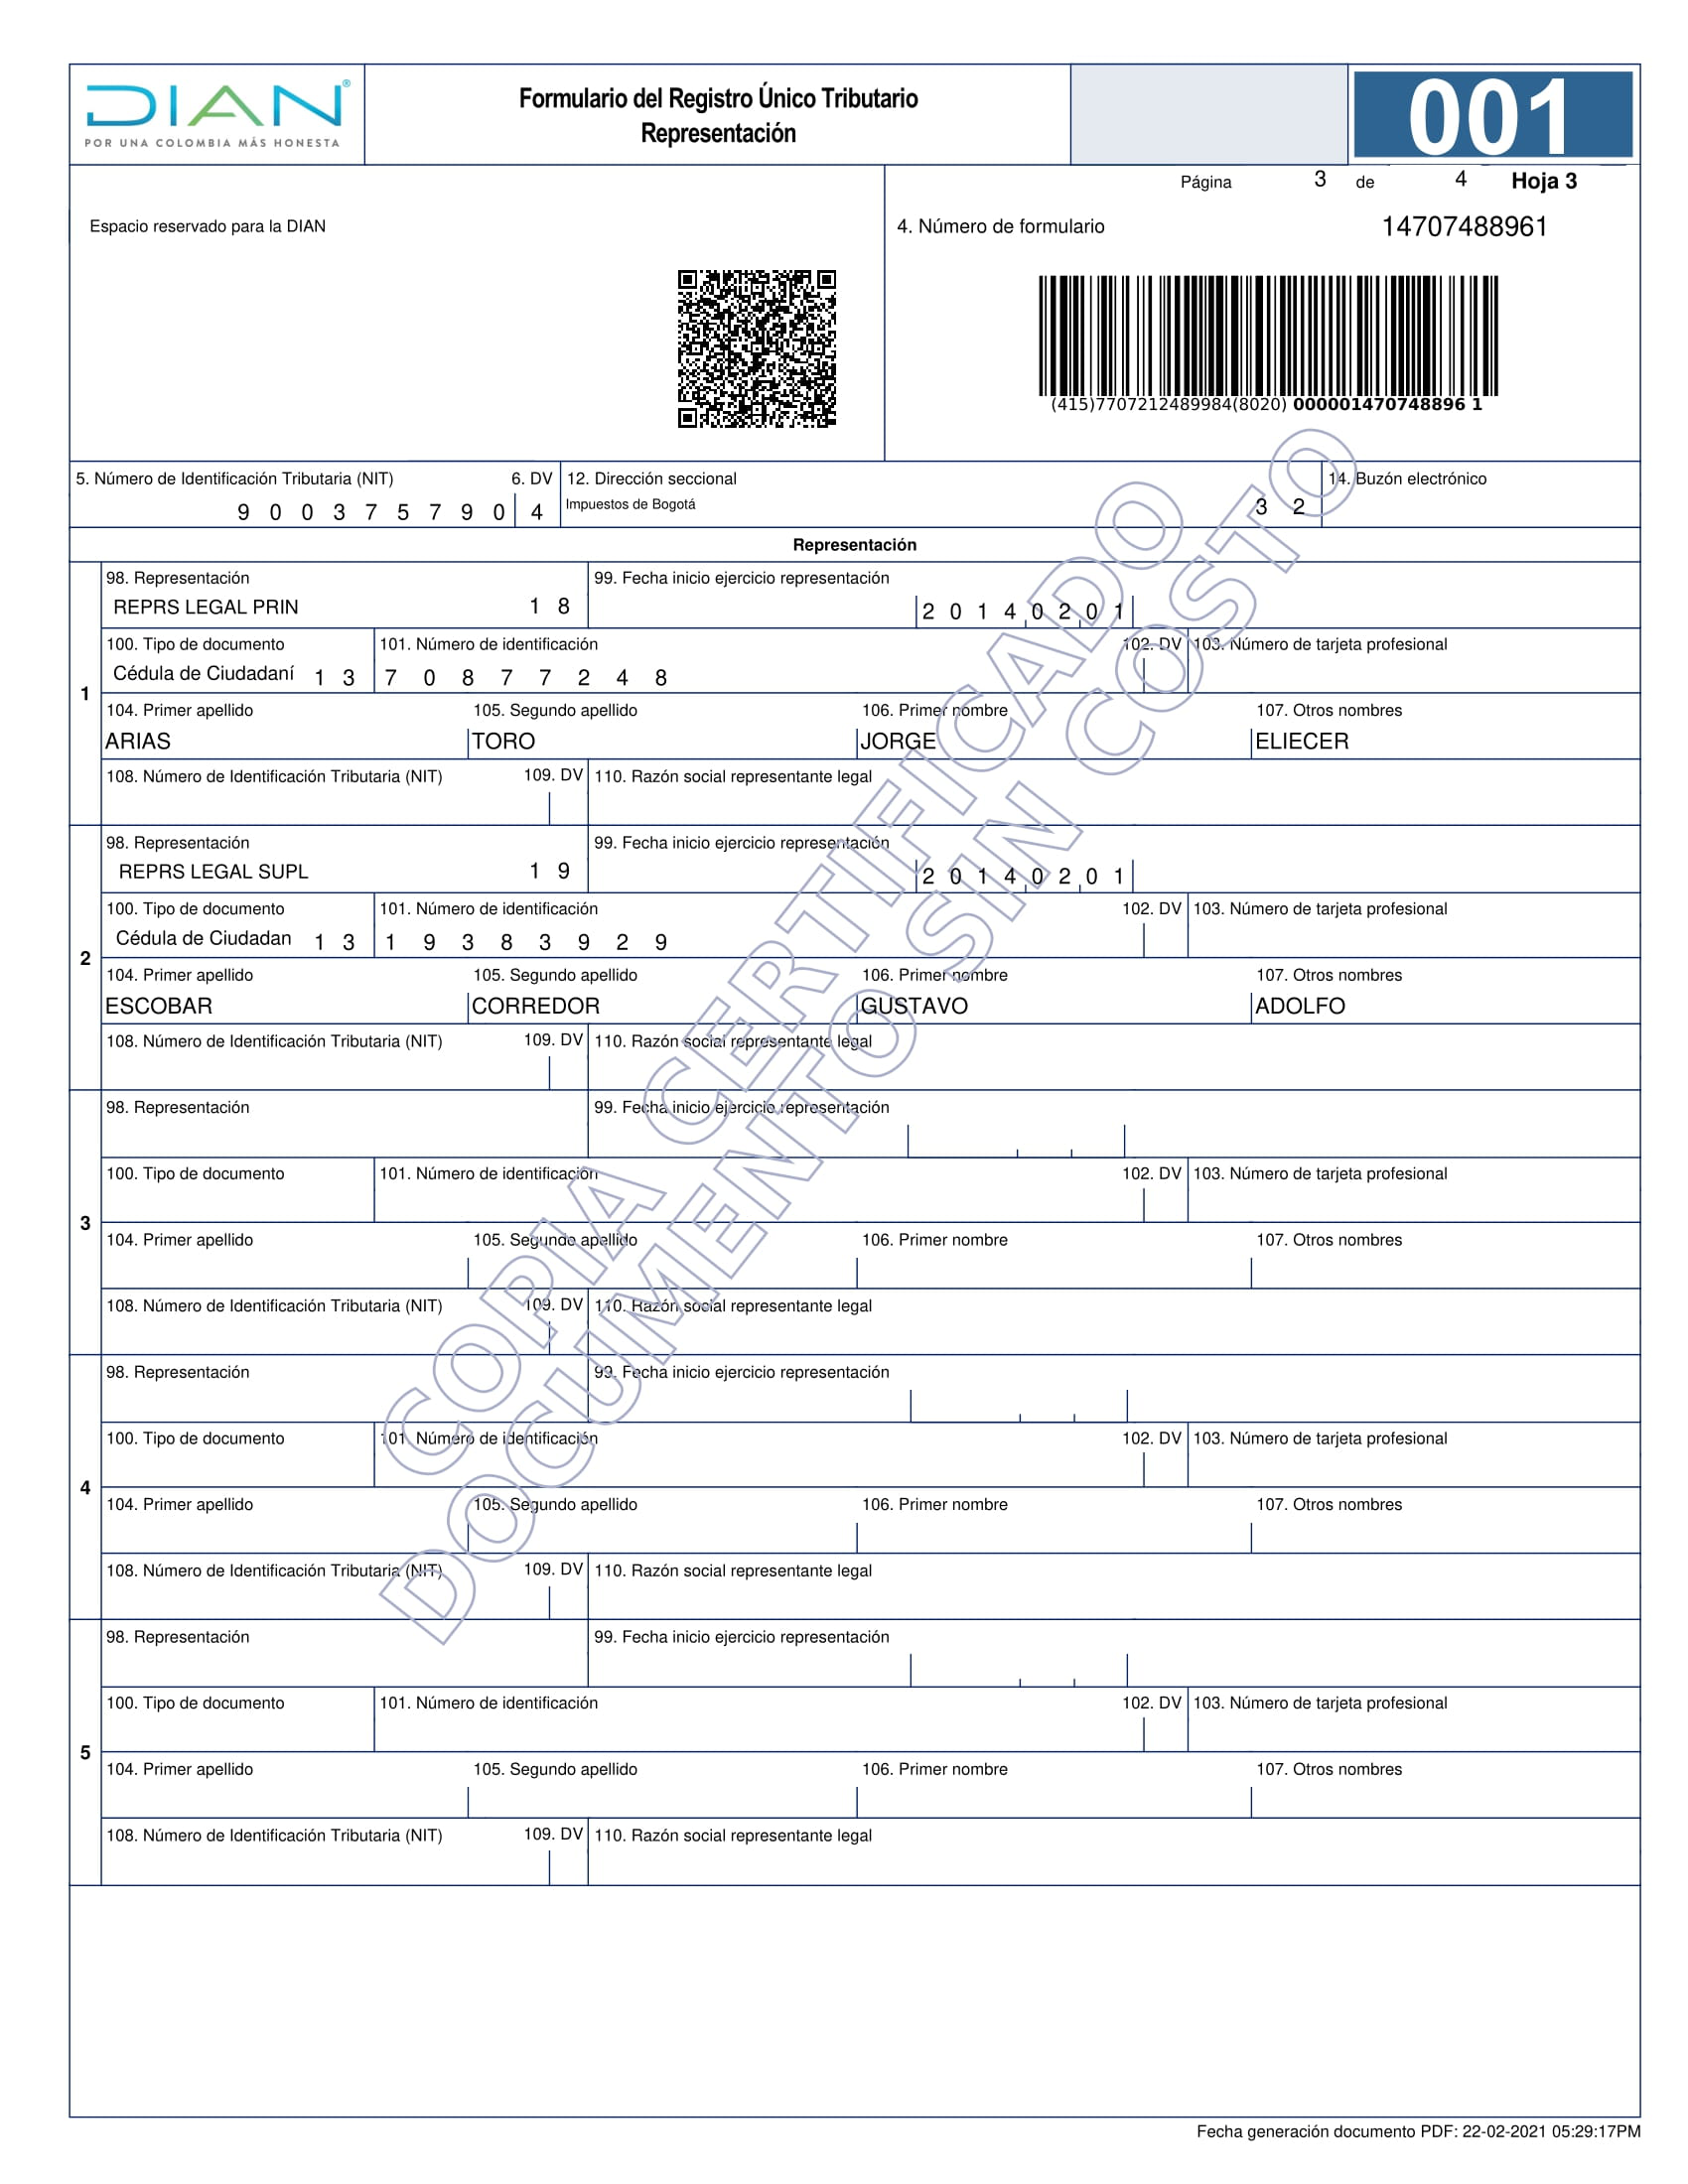 DIAN®
POR UNA COLOMBIA MÁS HONESTA
Formulario del Registro Único Tributario
Representación
001
Página 3 de 4 Hoja 3
Espacio reservado para la DIAN
4. Número de formulario 14707488961
(415)7707212489984(8020) 000001470748896 1
5. Número de Identificación Tributaria (NIT) 6. DV 12. Dirección seccional 14. Buzón electrónico
9 0 0 3 7 5 7 9 0 4 Impuestos de Bogotá 3 2
Representación
1
98. Representación 99. Fecha inicio ejercicio representación
REPRS LEGAL PRIN 1 8 2 0 1 4 0 2 0 1
100. Tipo de documento 101. Número de identificación 102. DV 103. Número de tarjeta profesional
Cédula de Ciudadaní 1 3 7 0 8 7 7 2 4 8
104. Primer apellido 105. Segundo apellido 106. Primer nombre 107. Otros nombres
ARIAS TORO JORGE ELIECER
108. Número de Identificación Tributaria (NIT) 109. DV 110. Razón social representante legal
2
98. Representación 99. Fecha inicio ejercicio representación
REPRS LEGAL SUPL 1 9 2 0 1 4 0 2 0 1
100. Tipo de documento 101. Número de identificación 102. DV 103. Número de tarjeta profesional
Cédula de Ciudadan 1 3 1 9 3 8 3 9 2 9
104. Primer apellido 105. Segundo apellido 106. Primer nombre 107. Otros nombres
ESCOBAR CORREDOR GUSTAVO ADOLFO
108. Número de Identificación Tributaria (NIT) 109. DV 110. Razón social representante legal
3
98. Representación 99. Fecha inicio ejercicio representación
100. Tipo de documento 101. Número de identificación 102. DV 103. Número de tarjeta profesional
104. Primer apellido 105. Segundo apellido 106. Primer nombre 107. Otros nombres
108. Número de Identificación Tributaria (NIT) 109. DV 110. Razón social representante legal
4
98. Representación 99. Fecha inicio ejercicio representación
100. Tipo de documento 101. Número de identificación 102. DV 103. Número de tarjeta profesional
104. Primer apellido 105. Segundo apellido 106. Primer nombre 107. Otros nombres
108. Número de Identificación Tributaria (NIT) 109. DV 110. Razón social representante legal
5
98. Representación 99. Fecha inicio ejercicio representación
100. Tipo de documento 101. Número de identificación 102. DV 103. Número de tarjeta profesional
104. Primer apellido 105. Segundo apellido 106. Primer nombre 107. Otros nombres
108. Número de Identificación Tributaria (NIT) 109. DV 110. Razón social representante legal
COPIA CERTIFICADO
DOCUMENTO SIN COSTO
Fecha generación documento PDF: 22-02-2021 05:29:17PM